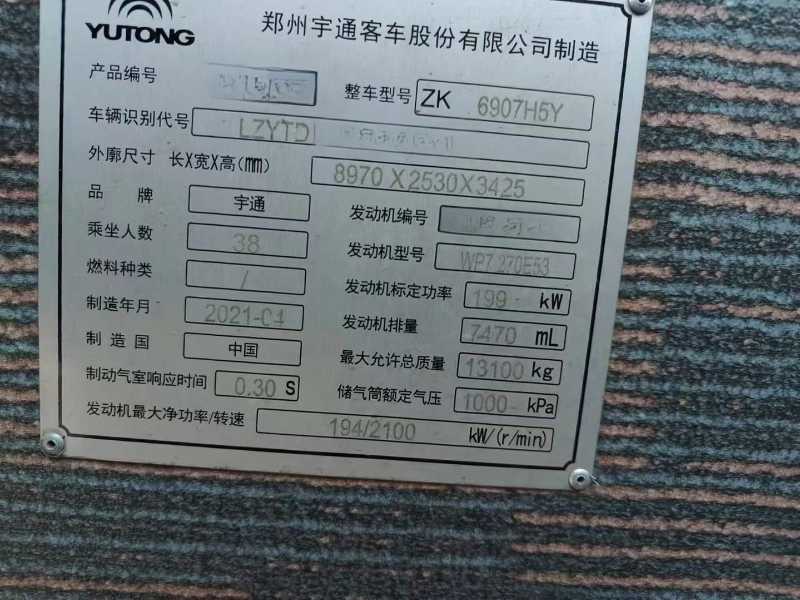 YUTONG 郑州宇通客车股份有限公司制造
产品编号 整车型号 ZK 6907H5Y
车辆识别代号 LZYTD
外廓尺寸 长X宽X高(mm) 8970X2530X3425
品牌 宇通 发动机编号
乘坐人数 38 发动机型号 WP7.270E53
燃料种类 / 发动机标定功率 199 kW
制造年月 2021-04 发动机排量 7470 mL
制造国 中国 最大允许总质量 13100 kg
制动气室响应时间 0.30 S 储气筒额定气压 1000 kPa
发动机最大净功率/转速 194/2100 kW/(r/min)